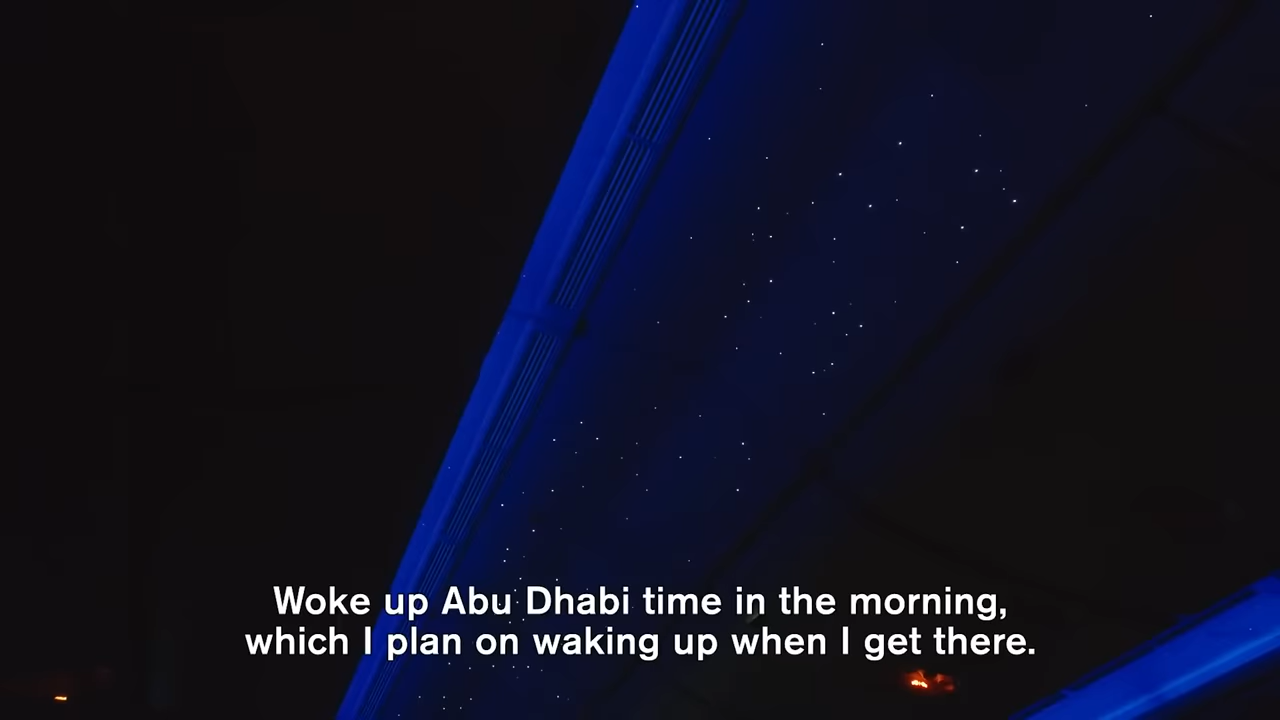 Woke up Abu Dhabi time in the morning,
which I plan on waking up when I get there.